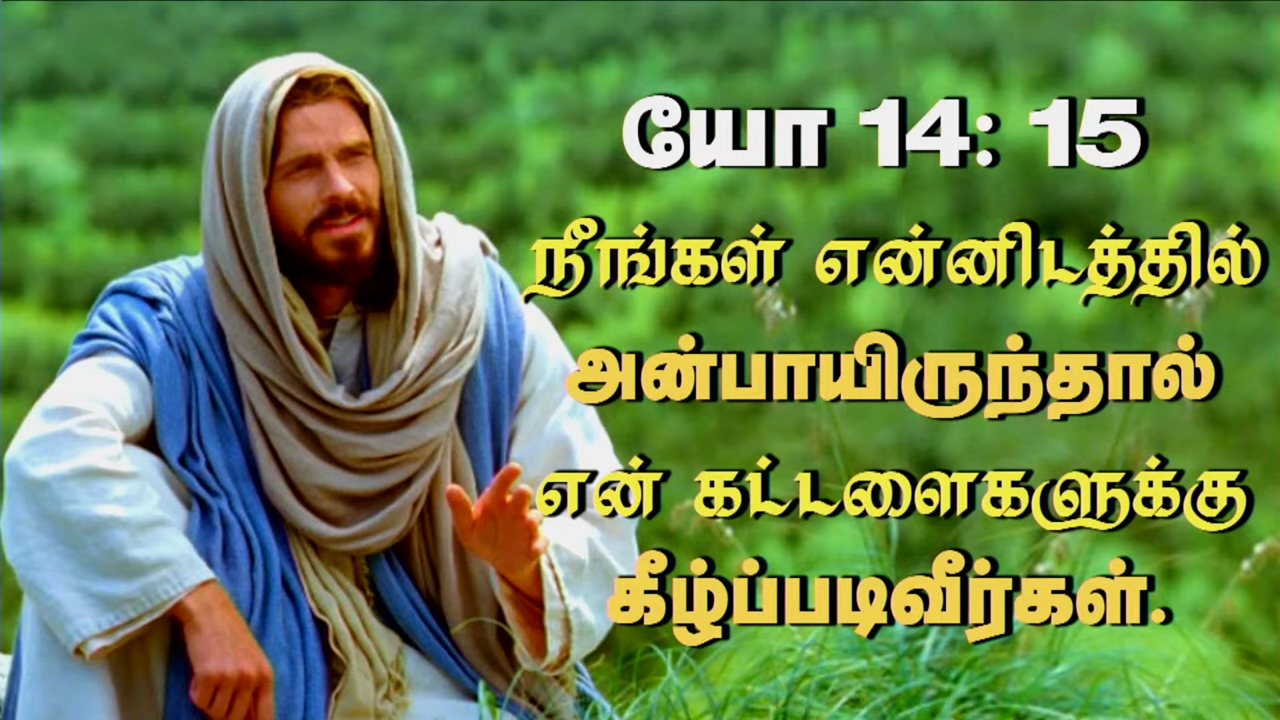 யோ 14: 15
நீங்கள் என்னிடத்தில்
அன்பாயிருந்தால்
என் கட்டளைகளுக்கு
கீழ்ப்படிவீர்கள்.